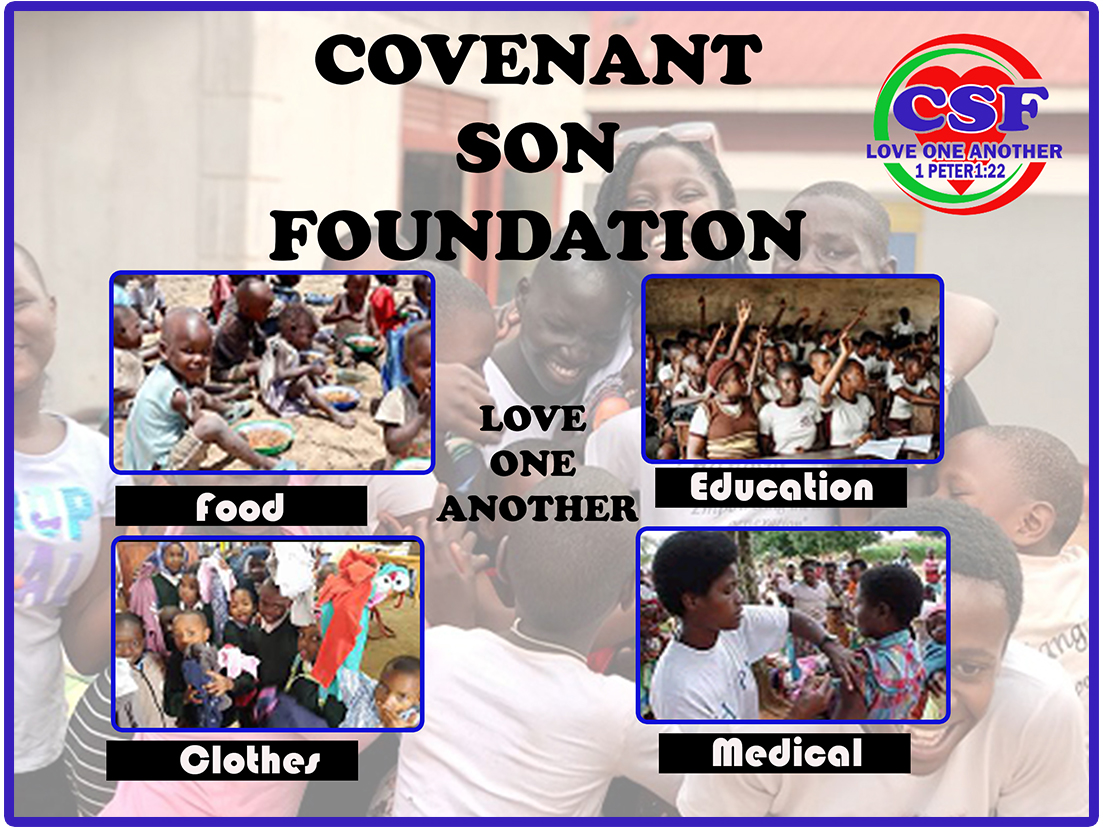 COVENANT
SON
FOUNDATION
CSF
LOVE ONE ANOTHER
1 PETER1:22
LOVE
ONE
ANOTHER
Food
Education
Clothes
Medical